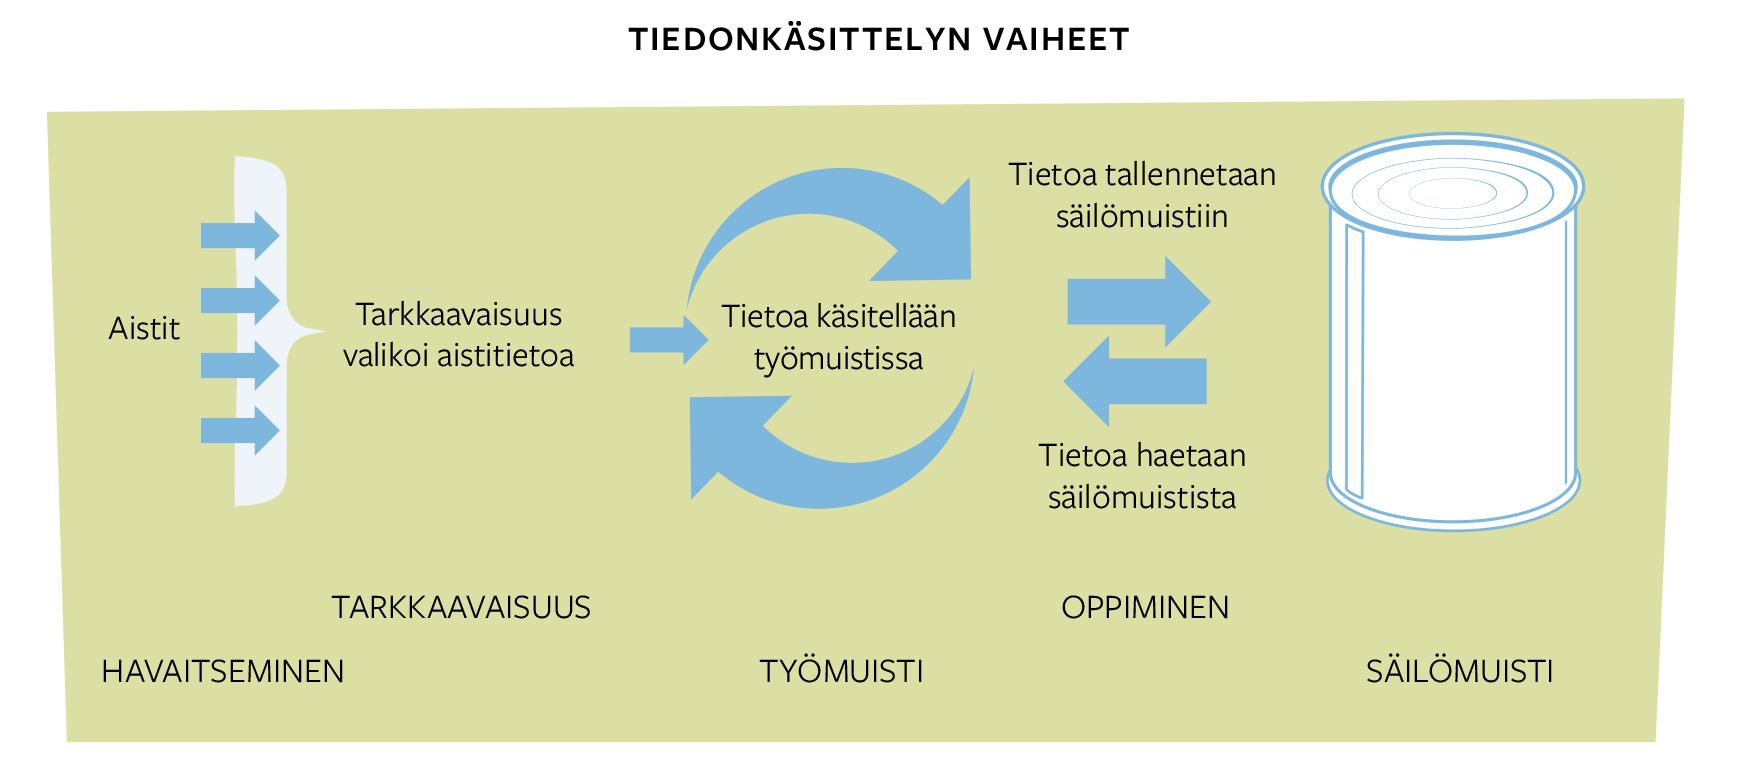 TIEDONKÄSITTELYN VAIHEET
Aistit
Tarkkaavaisuus
valikoi aistitietoa
Tietoa käsitellään
työmuistissa
Tietoa tallennetaan
säilömuistiin
Tietoa haetaan
säilömuistista
HAVAITSEMINEN
TARKKAAVAISUUS
TYÖMUISTI
OPPIMINEN
SÄILÖMUISTI